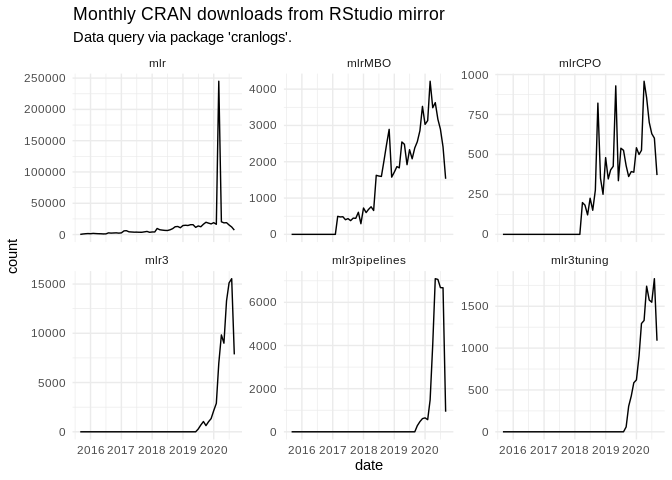 Monthly CRAN downloads from RStudio mirror
Data query via package 'cranlogs'.
mlr
mlrMBO
mlrCPO
250000
200000
150000
100000
50000
0
4000
3000
2000
1000
0
1000
750
500
250
0
count
mlr3
mlr3pipelines
mlr3tuning
15000
10000
5000
0
6000
4000
2000
0
1500
1000
500
0
2016 2017 2018 2019 2020
2016 2017 2018 2019 2020
2016 2017 2018 2019 2020
date